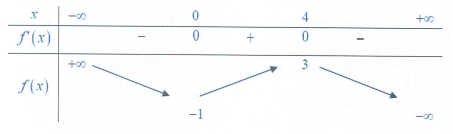 x −∞ 0 4 +∞
f'(x) − 0 + 0 −
+∞ 3
f(x)
−1 −∞